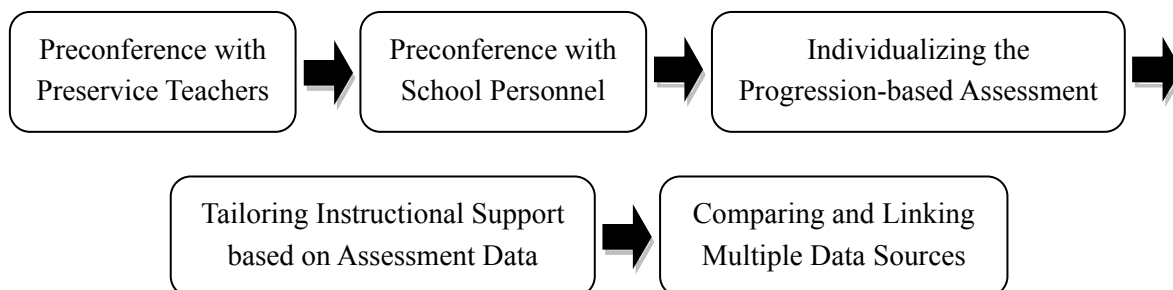 Preconference with
Preservice Teachers
Preconference with
School Personnel
Individualizing the
Progression-based Assessment
Tailoring Instructional Support
based on Assessment Data
Comparing and Linking
Multiple Data Sources